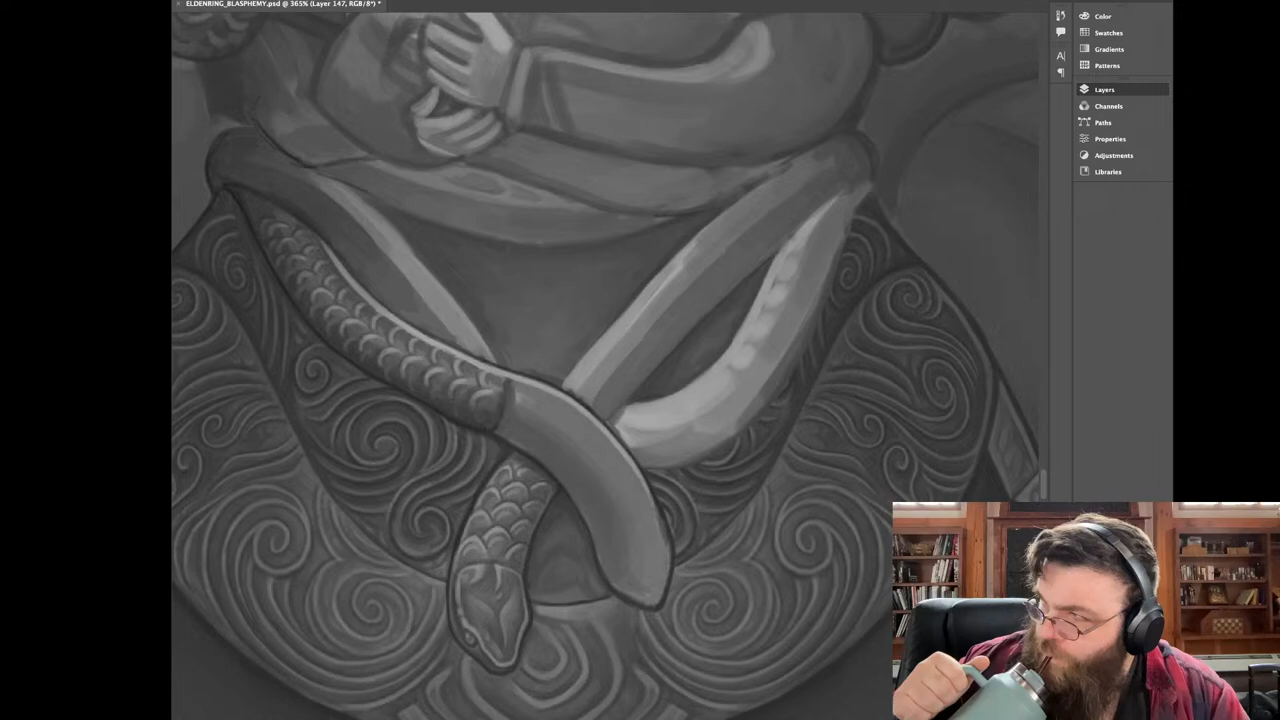 ELDENRING_BLASPHEMY.psd @ 365% (Layer 147, RGB/8*) *
Color
Swatches
Gradients
Patterns
Layers
Channels
Paths
Properties
Adjustments
Libraries